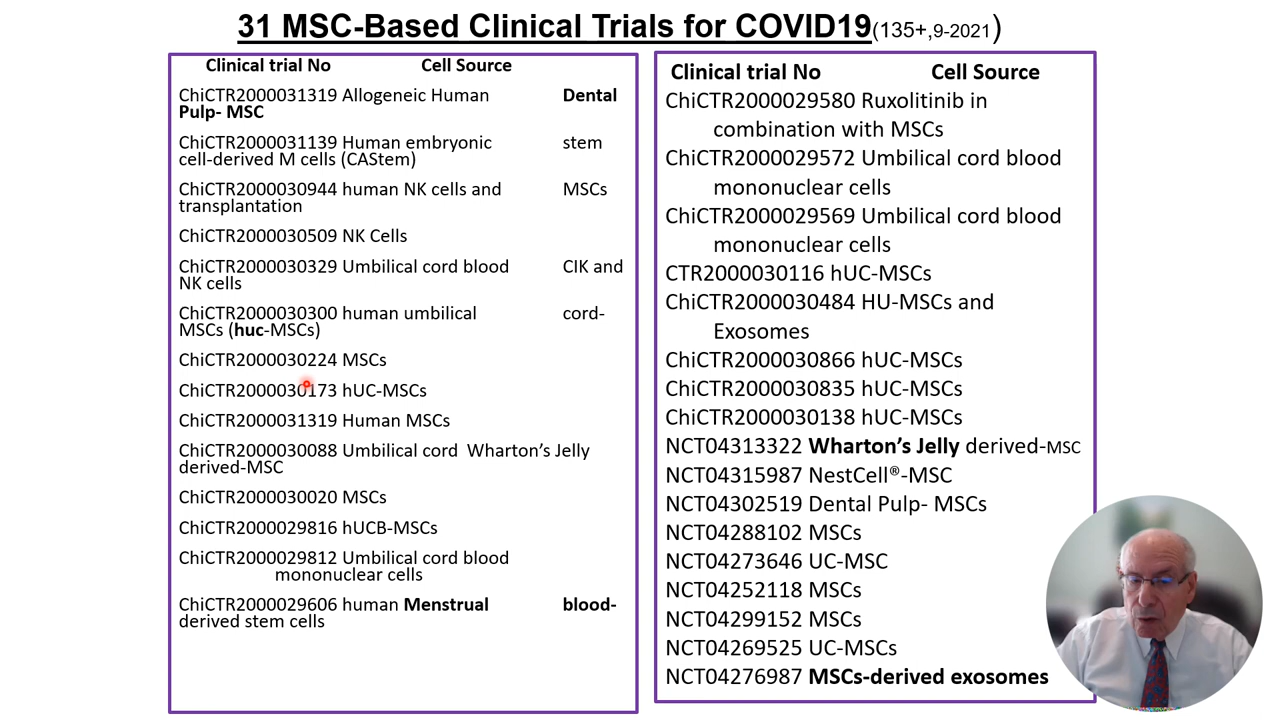 31 MSC-Based Clinical Trials for COVID19(135+,9-2021)
Clinical trial No Cell Source
ChiCTR2000031319 Allogeneic Human Dental
Pulp- MSC
ChiCTR2000031139 Human embryonic stem
cell-derived M cells (CAStem)
ChiCTR2000030944 human NK cells and MSCs
transplantation
ChiCTR2000030509 NK Cells
ChiCTR2000030329 Umbilical cord blood CIK and
NK cells
ChiCTR2000030300 human umbilical cord-
MSCs (huc-MSCs)
ChiCTR2000030224 MSCs
ChiCTR2000030173 hUC-MSCs
ChiCTR2000031319 Human MSCs
ChiCTR2000030088 Umbilical cord Wharton’s Jelly
derived-MSC
ChiCTR2000030020 MSCs
ChiCTR2000029816 hUCB-MSCs
ChiCTR2000029812 Umbilical cord blood
mononuclear cells
ChiCTR2000029606 human Menstrual blood-
derived stem cells
Clinical trial No Cell Source
ChiCTR2000029580 Ruxolitinib in
combination with MSCs
ChiCTR2000029572 Umbilical cord blood
mononuclear cells
ChiCTR2000029569 Umbilical cord blood
mononuclear cells
CTR2000030116 hUC-MSCs
ChiCTR2000030484 HU-MSCs and
Exosomes
ChiCTR2000030866 hUC-MSCs
ChiCTR2000030835 hUC-MSCs
ChiCTR2000030138 hUC-MSCs
NCT04313322 Wharton’s Jelly derived-MSC
NCT04315987 NestCell®-MSC
NCT04302519 Dental Pulp- MSCs
NCT04288102 MSCs
NCT04273646 UC-MSC
NCT04252118 MSCs
NCT04299152 MSCs
NCT04269525 UC-MSCs
NCT04276987 MSCs-derived exosomes